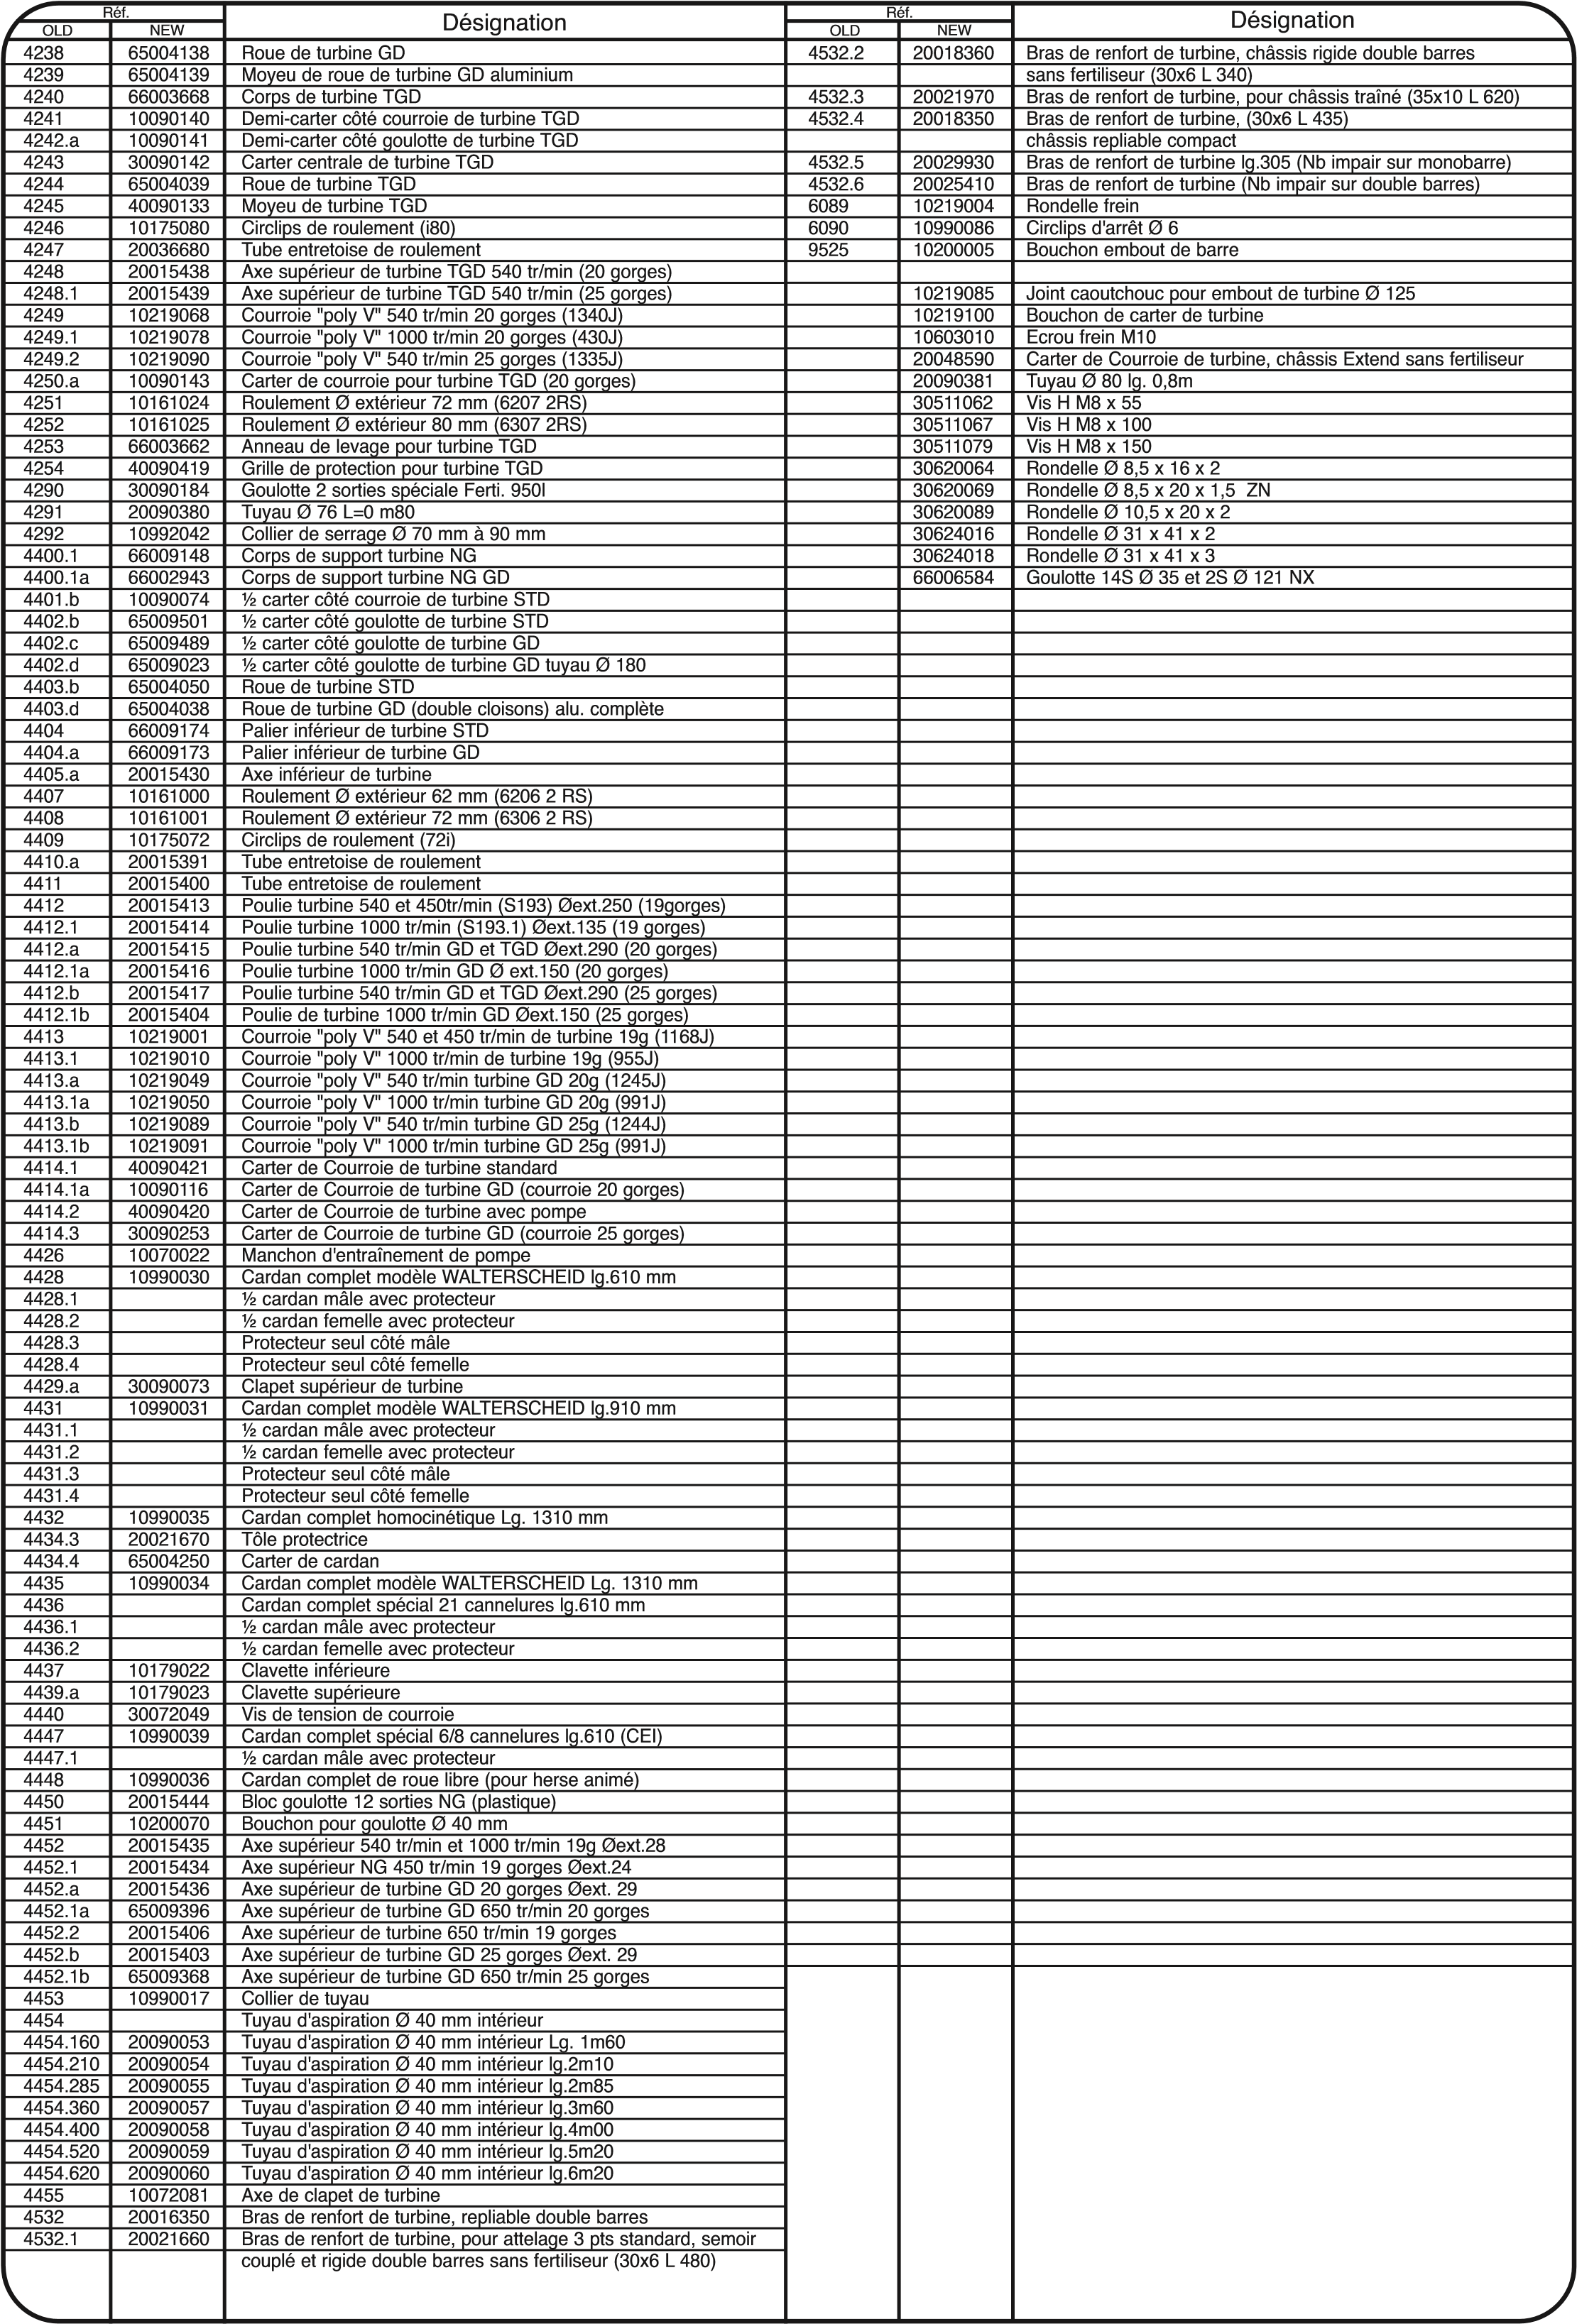 Réf. Désignation
OLD NEW
4238 65004138 Roue de turbine GD
4239 65004139 Moyeu de roue de turbine GD aluminium
4240 66003668 Corps de turbine TGD
4241 10090140 Demi-carter côté courroie de turbine TGD
4242.a 10090141 Demi-carter côté goulotte de turbine TGD
4243 30090142 Carter centrale de turbine TGD
4244 65004039 Roue de turbine TGD
4245 40090133 Moyeu de turbine TGD
4246 10175080 Circlips de roulement (i80)
4247 20036680 Tube entretoise de roulement
4248 20015438 Axe supérieur de turbine TGD 540 tr/min (20 gorges)
4248.1 20015439 Axe supérieur de turbine TGD 540 tr/min (25 gorges)
4249 10219068 Courroie "poly V" 540 tr/min 20 gorges (1340J)
4249.1 10219078 Courroie "poly V" 1000 tr/min 20 gorges (430J)
4249.2 10219090 Courroie "poly V" 540 tr/min 25 gorges (1335J)
4250.a 10090143 Carter de courroie pour turbine TGD (20 gorges)
4251 10161024 Roulement Ø extérieur 72 mm (6207 2RS)
4252 10161025 Roulement Ø extérieur 80 mm (6307 2RS)
4253 66003662 Anneau de levage pour turbine TGD
4254 40090419 Grille de protection pour turbine TGD
4290 30090184 Goulotte 2 sorties spéciale Ferti. 950l
4291 20090380 Tuyau Ø 76 L=0 m80
4292 10992042 Collier de serrage Ø 70 mm à 90 mm
4400.1 66009148 Corps de support turbine NG
4400.1a 66002943 Corps de support turbine NG GD
4401.b 10090074 ½ carter côté courroie de turbine STD
4402.b 65009501 ½ carter côté goulotte de turbine STD
4402.c 65009489 ½ carter côté goulotte de turbine GD
4402.d 65009023 ½ carter côté goulotte de turbine GD tuyau Ø 180
4403.b 65004050 Roue de turbine STD
4403.d 65004038 Roue de turbine GD (double cloisons) alu. complète
4404 66009174 Palier inférieur de turbine STD
4404.a 66009173 Palier inférieur de turbine GD
4405.a 20015430 Axe inférieur de turbine
4407 10161000 Roulement Ø extérieur 62 mm (6206 2 RS)
4408 10161001 Roulement Ø extérieur 72 mm (6306 2 RS)
4409 10175072 Circlips de roulement (72i)
4410.a 20015391 Tube entretoise de roulement
4411 20015400 Tube entretoise de roulement
4412 20015413 Poulie turbine 540 et 450tr/min (S193) Øext.250 (19gorges)
4412.1 20015414 Poulie turbine 1000 tr/min (S193.1) Øext.135 (19 gorges)
4412.a 20015415 Poulie turbine 540 tr/min GD et TGD Øext.290 (20 gorges)
4412.1a 20015416 Poulie turbine 1000 tr/min GD Ø ext.150 (20 gorges)
4412.b 20015417 Poulie turbine 540 tr/min GD et TGD Øext.290 (25 gorges)
4412.1b 20015404 Poulie de turbine 1000 tr/min GD Øext.150 (25 gorges)
4413 10219001 Courroie "poly V" 540 et 450 tr/min de turbine 19g (1168J)
4413.1 10219010 Courroie "poly V" 1000 tr/min de turbine 19g (955J)
4413.a 10219049 Courroie "poly V" 540 tr/min turbine GD 20g (1245J)
4413.1a 10219050 Courroie "poly V" 1000 tr/min turbine GD 20g (991J)
4413.b 10219089 Courroie "poly V" 540 tr/min turbine GD 25g (1244J)
4413.1b 10219091 Courroie "poly V" 1000 tr/min turbine GD 25g (991J)
4414.1 40090421 Carter de Courroie de turbine standard
4414.1a 10090116 Carter de Courroie de turbine GD (courroie 20 gorges)
4414.2 40090420 Carter de Courroie de turbine avec pompe
4414.3 30090253 Carter de Courroie de turbine GD (courroie 25 gorges)
4426 10070022 Manchon d'entraînement de pompe
4428 10990030 Cardan complet modèle WALTERSCHEID lg.610 mm
4428.1 ½ cardan mâle avec protecteur
4428.2 ½ cardan femelle avec protecteur
4428.3 Protecteur seul côté mâle
4428.4 Protecteur seul côté femelle
4429.a 30090073 Clapet supérieur de turbine
4431 10990031 Cardan complet modèle WALTERSCHEID lg.910 mm
4431.1 ½ cardan mâle avec protecteur
4431.2 ½ cardan femelle avec protecteur
4431.3 Protecteur seul côté mâle
4431.4 Protecteur seul côté femelle
4432 10990035 Cardan complet homocinétique Lg. 1310 mm
4434.3 20021670 Tôle protectrice
4434.4 65004250 Carter de cardan
4435 10990034 Cardan complet modèle WALTERSCHEID Lg. 1310 mm
4436 Cardan complet spécial 21 cannelures lg.610 mm
4436.1 ½ cardan mâle avec protecteur
4436.2 ½ cardan femelle avec protecteur
4437 10179022 Clavette inférieure
4439.a 10179023 Clavette supérieure
4440 30072049 Vis de tension de courroie
4447 10990039 Cardan complet spécial 6/8 cannelures lg.610 (CEI)
4447.1 ½ cardan mâle avec protecteur
4448 10990036 Cardan complet de roue libre (pour herse animé)
4450 20015444 Bloc goulotte 12 sorties NG (plastique)
4451 10200070 Bouchon pour goulotte Ø 40 mm
4452 20015435 Axe supérieur 540 tr/min et 1000 tr/min 19g Øext.28
4452.1 20015434 Axe supérieur NG 450 tr/min 19 gorges Øext.24
4452.a 20015436 Axe supérieur de turbine GD 20 gorges Øext. 29
4452.1a 65009396 Axe supérieur de turbine GD 650 tr/min 20 gorges
4452.2 20015406 Axe supérieur de turbine 650 tr/min 19 gorges
4452.b 20015403 Axe supérieur de turbine GD 25 gorges Øext. 29
4452.1b 65009368 Axe supérieur de turbine GD 650 tr/min 25 gorges
4453 10990017 Collier de tuyau
4454 Tuyau d'aspiration Ø 40 mm intérieur
4454.160 20090053 Tuyau d'aspiration Ø 40 mm intérieur Lg. 1m60
4454.210 20090054 Tuyau d'aspiration Ø 40 mm intérieur lg.2m10
4454.285 20090055 Tuyau d'aspiration Ø 40 mm intérieur lg.2m85
4454.360 20090057 Tuyau d'aspiration Ø 40 mm intérieur lg.3m60
4454.400 20090058 Tuyau d'aspiration Ø 40 mm intérieur lg.4m00
4454.520 20090059 Tuyau d'aspiration Ø 40 mm intérieur lg.5m20
4454.620 20090060 Tuyau d'aspiration Ø 40 mm intérieur lg.6m20
4455 10072081 Axe de clapet de turbine
4532 20016350 Bras de renfort de turbine, repliable double barres
4532.1 20021660 Bras de renfort de turbine, pour attelage 3 pts standard, semoir
couplé et rigide double barres sans fertiliseur (30x6 L 480)
Réf. Désignation
OLD NEW
4532.2 20018360 Bras de renfort de turbine, châssis rigide double barres
sans fertiliseur (30x6 L 340)
4532.3 20021970 Bras de renfort de turbine, pour châssis traîné (35x10 L 620)
4532.4 20018350 Bras de renfort de turbine, (30x6 L 435)
châssis repliable compact
4532.5 20029930 Bras de renfort de turbine lg.305 (Nb impair sur monobarre)
4532.6 20025410 Bras de renfort de turbine (Nb impair sur double barres)
6089 10219004 Rondelle frein
6090 10990086 Circlips d'arrêt Ø 6
9525 10200005 Bouchon embout de barre
10219085 Joint caoutchouc pour embout de turbine Ø 125
10219100 Bouchon de carter de turbine
10603010 Ecrou frein M10
20048590 Carter de Courroie de turbine, châssis Extend sans fertiliseur
20090381 Tuyau Ø 80 lg. 0,8m
30511062 Vis H M8 x 55
30511067 Vis H M8 x 100
30511079 Vis H M8 x 150
30620064 Rondelle Ø 8,5 x 16 x 2
30620069 Rondelle Ø 8,5 x 20 x 1,5 ZN
30620089 Rondelle Ø 10,5 x 20 x 2
30624016 Rondelle Ø 31 x 41 x 2
30624018 Rondelle Ø 31 x 41 x 3
66006584 Goulotte 14S Ø 35 et 2S Ø 121 NX